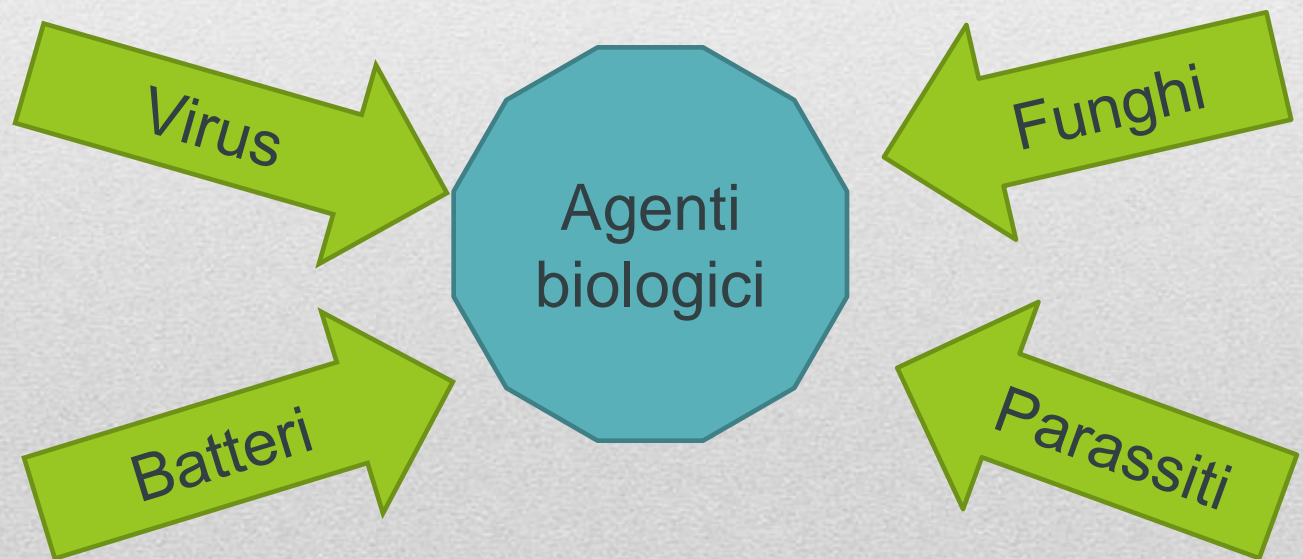 Virus
Funghi
Agenti
biologici
Batteri
Parassiti